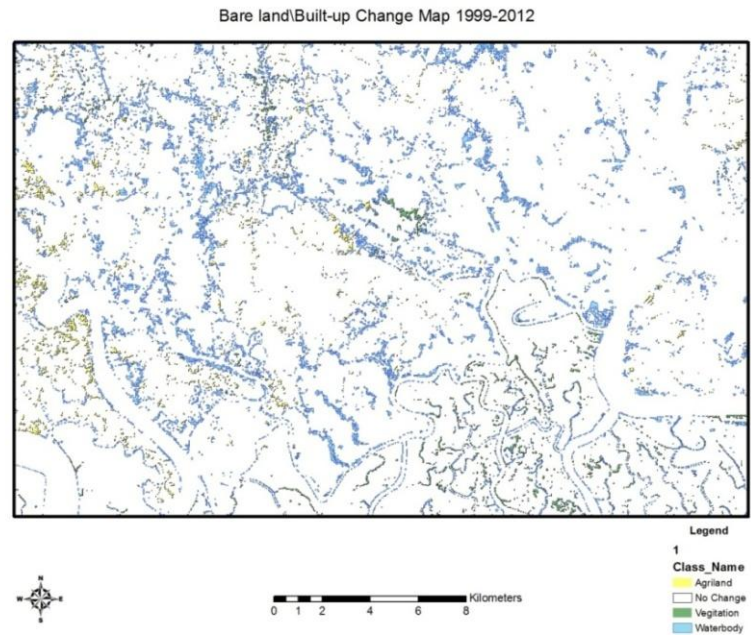 Bare land\Built-up Change Map 1999-2012
Legend
1
Class_Name
Agriland
No Change
Vegitation
Waterbody
N
W E
S
0 1 2 4 6 8 Kilometers